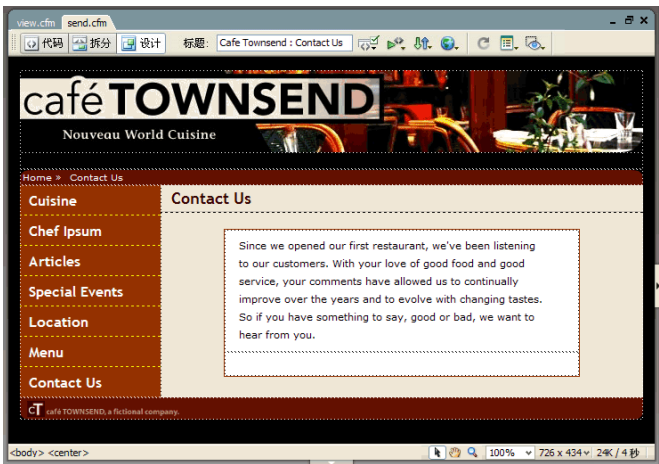 view.cfm send.cfm
代码 拆分 设计 标题: Cafe Townsend : Contact Us
café TOWNSEND
Nouveau World Cuisine
Home » Contact Us
Cuisine
Chef Ipsum
Articles
Special Events
Location
Menu
Contact Us
Contact Us
Since we opened our first restaurant, we've been listening
to our customers. With your love of good food and good
service, your comments have allowed us to continually
improve over the years and to evolve with changing tastes.
So if you have something to say, good or bad, we want to
hear from you.
cT café TOWNSEND, a fictional company.
<body> <center> 100% 726 x 434 24K / 4 秒